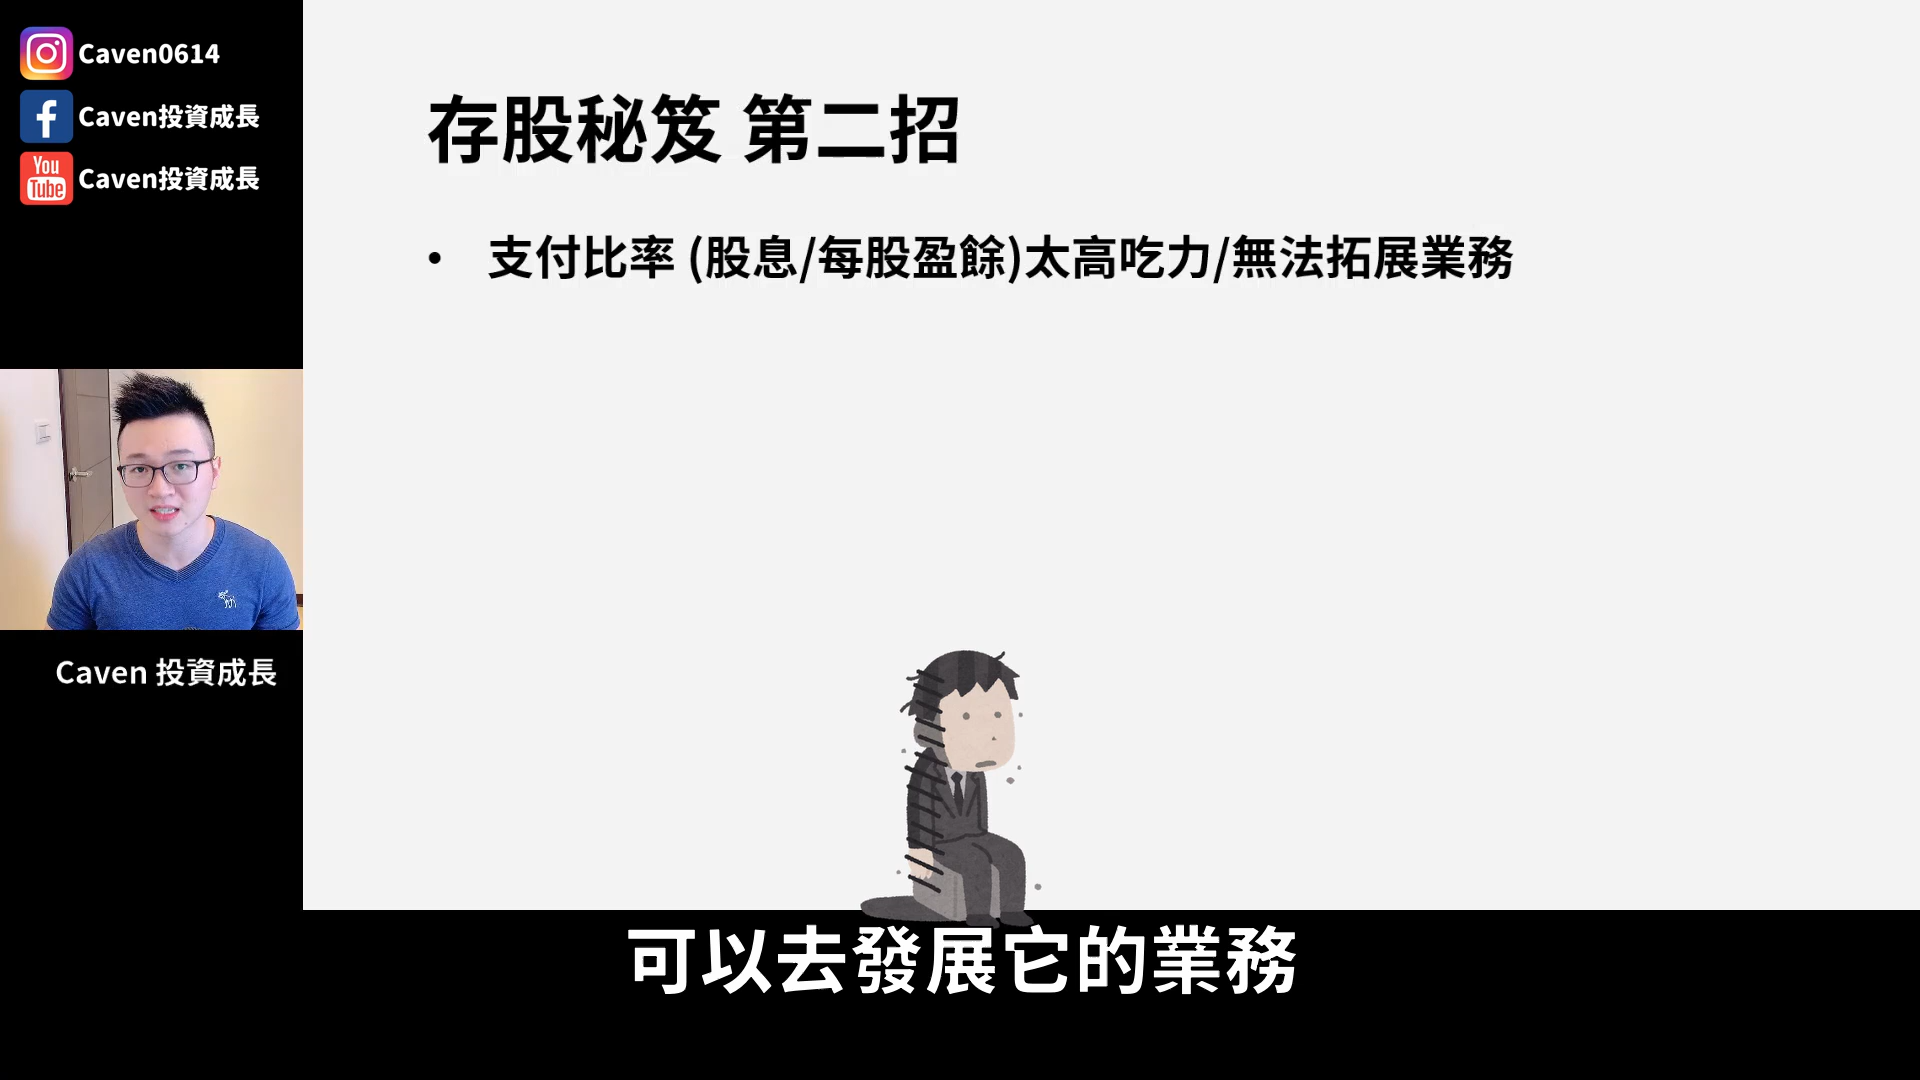 Caven0614
Caven投資成長
You
Tube
Caven投資成長
存股秘笈 第二招
• 支付比率 (股息/每股盈餘)太高吃力/無法拓展業務
Caven 投資成長
可以去發展它的業務